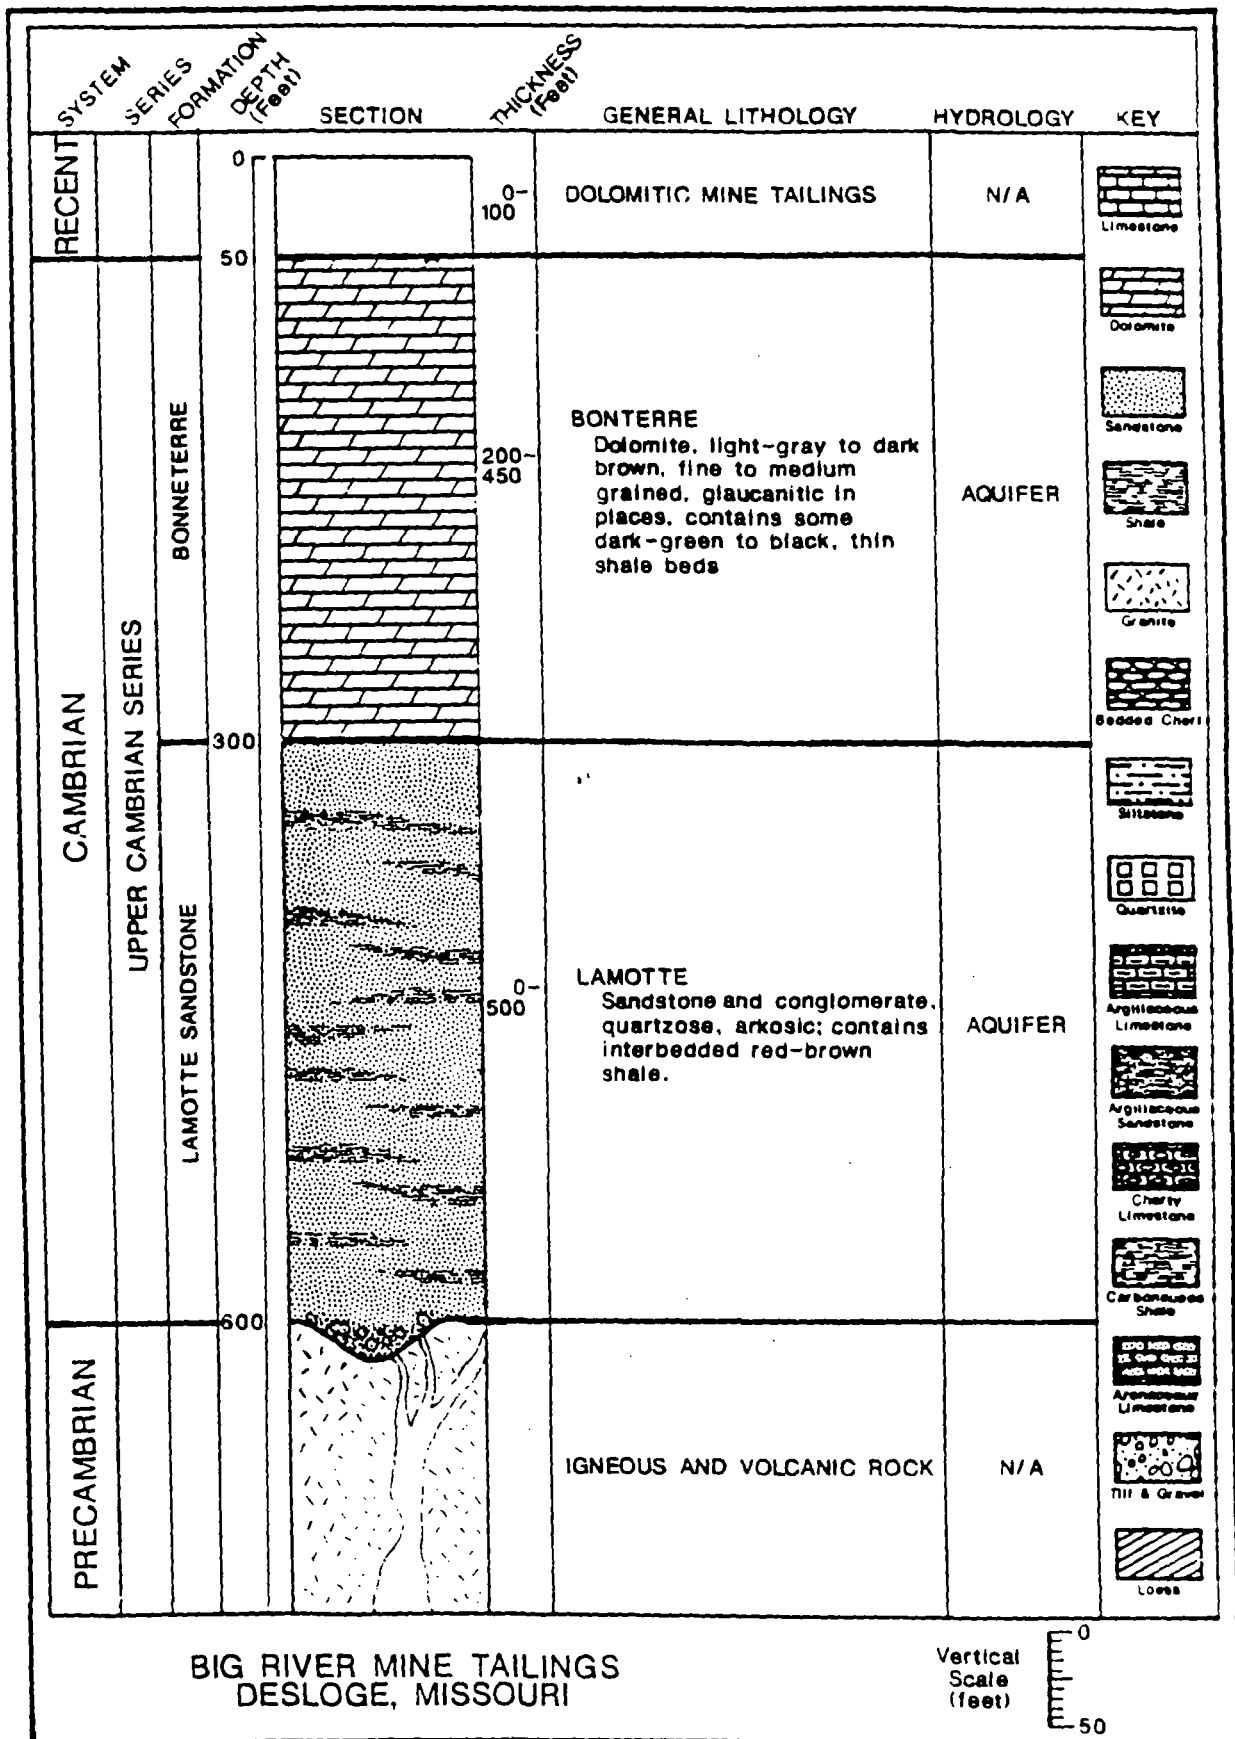 SYSTEM
SERIES
FORMATION
DEPTH
(Feet)
SECTION
THICKNESS
(Feet)
GENERAL LITHOLOGY
HYDROLOGY
KEY
RECENT
0
0-
100
DOLOMITIC MINE TAILINGS
N/A
50
CAMBRIAN
UPPER CAMBRIAN SERIES
BONNETERRE
200-
450
BONTERRE
Dolomite, light-gray to dark
brown, fine to medium
grained, glaucanitic in
places, contains some
dark-green to black, thin
shale beds
AQUIFER
300
LAMOTTE SANDSTONE
0-
500
LAMOTTE
Sandstone and conglomerate,
quartzose, arkosic; contains
interbedded red-brown
shale.
AQUIFER
600
PRECAMBRIAN
IGNEOUS AND VOLCANIC ROCK
N/A
Limestone
Dolomite
Sandstone
Shale
Granite
Bedded Chert
Siltstone
Quartzite
Argillaceous
Limestone
Argillaceous
Sandstone
Cherty
Limestone
Carbonaceous
Shale
Arenaceous
Limestone
Till & Gravel
Loess
BIG RIVER MINE TAILINGS
DESLOGE, MISSOURI
Vertical
Scale
(feet)
0
50